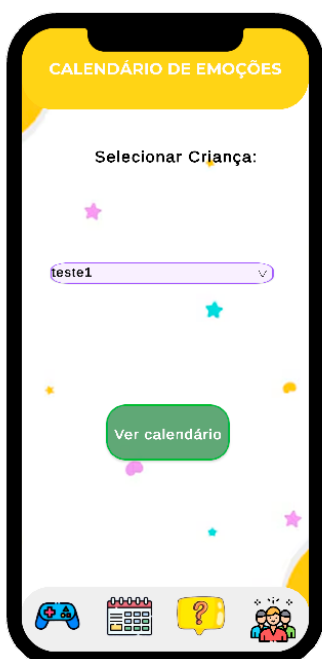 CALENDÁRIO DE EMOÇÕES
Selecionar Criança:
teste1
Ver calendário
?